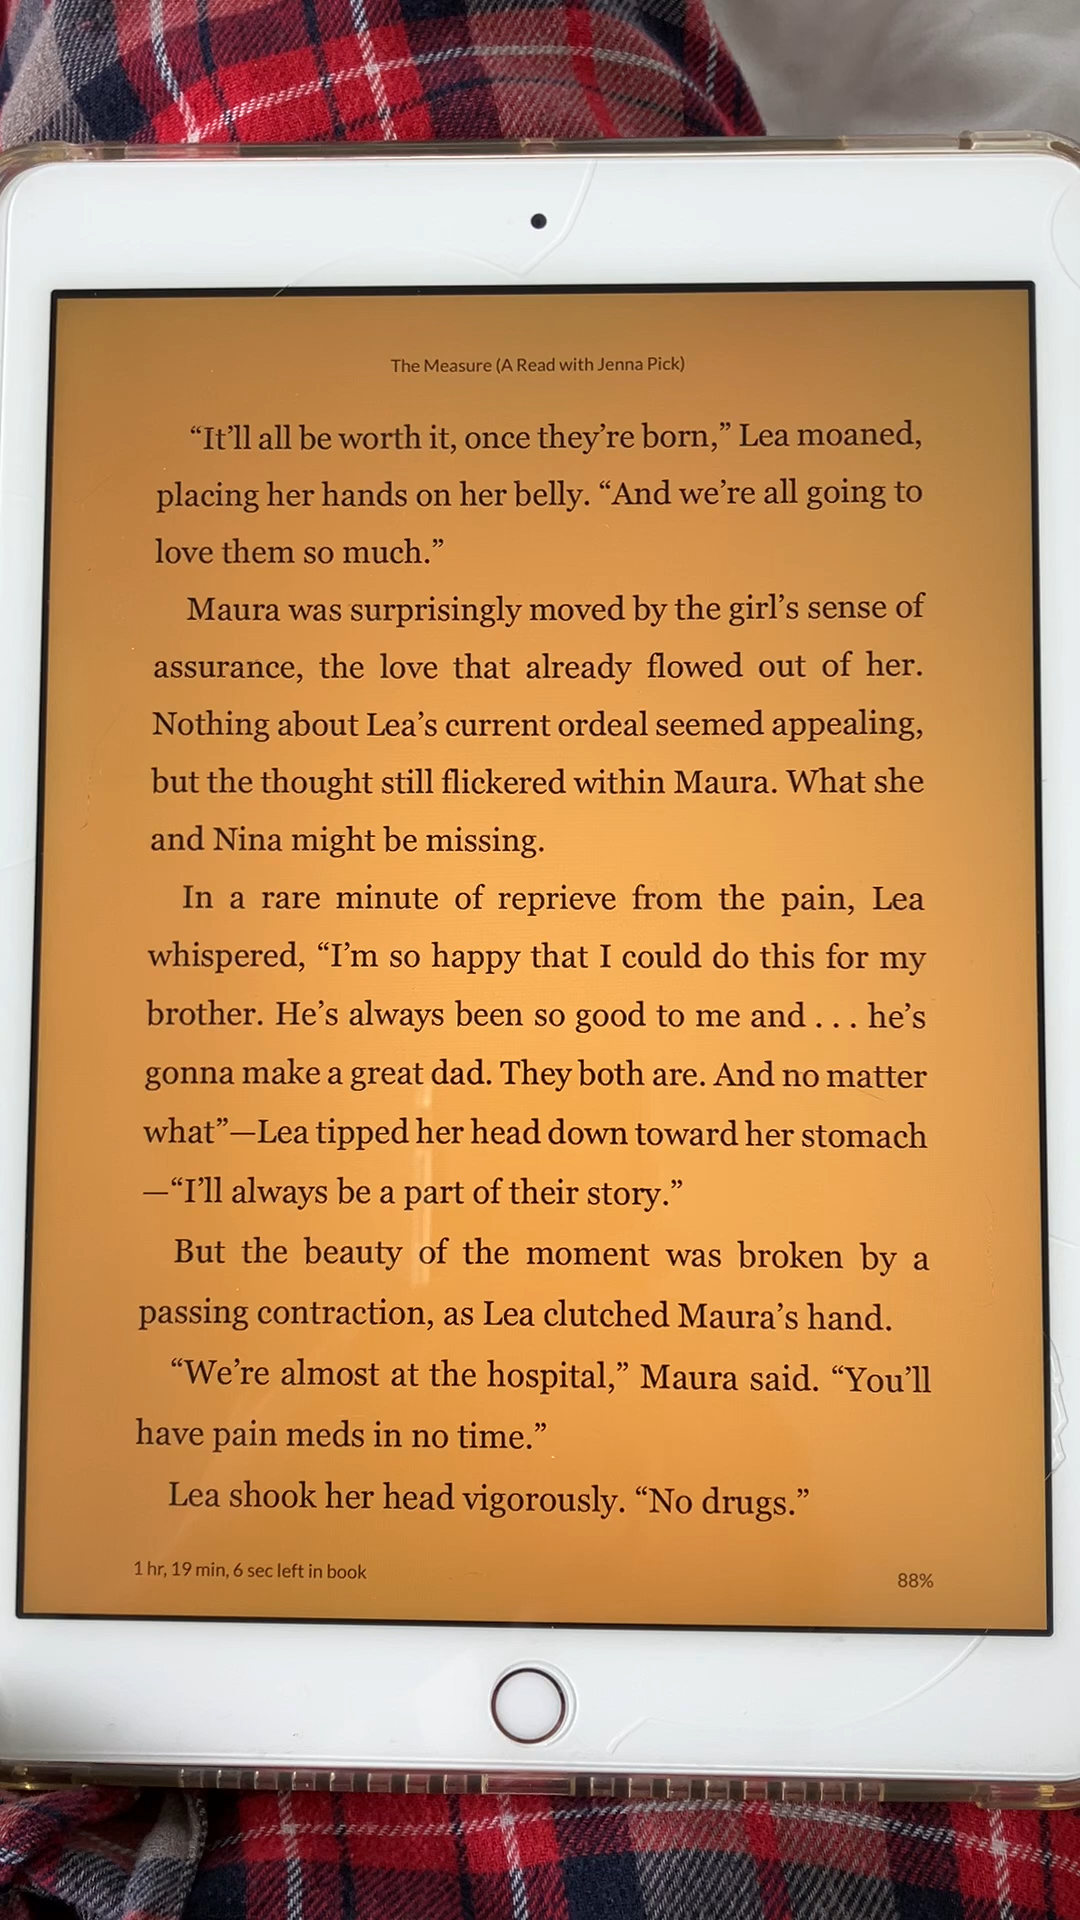 The Measure (A Read with Jenna Pick)
“It’ll all be worth it, once they’re born,” Lea moaned,
placing her hands on her belly. “And we’re all going to
love them so much.”
Maura was surprisingly moved by the girl’s sense of
assurance, the love that already flowed out of her.
Nothing about Lea’s current ordeal seemed appealing,
but the thought still flickered within Maura. What she
and Nina might be missing.
In a rare minute of reprieve from the pain, Lea
whispered, “I’m so happy that I could do this for my
brother. He’s always been so good to me and . . . he’s
gonna make a great dad. They both are. And no matter
what”—Lea tipped her head down toward her stomach
—“I’ll always be a part of their story.”
But the beauty of the moment was broken by a
passing contraction, as Lea clutched Maura’s hand.
“We’re almost at the hospital,” Maura said. “You’ll
have pain meds in no time.”
Lea shook her head vigorously. “No drugs.”
1 hr, 19 min, 6 sec left in book
88%